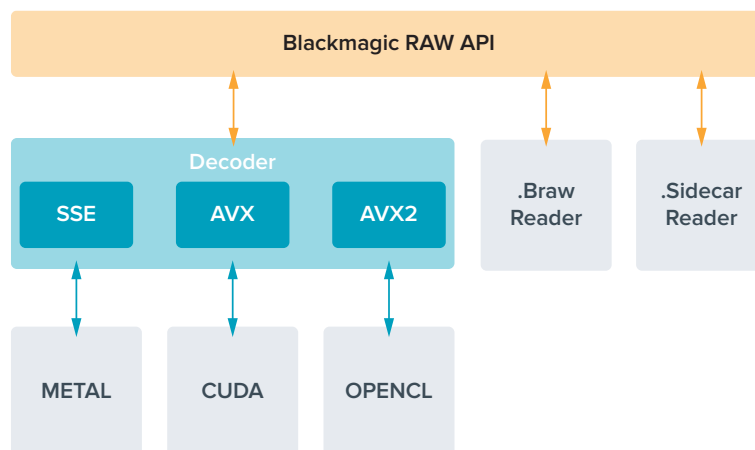 Blackmagic RAW API
Decoder
SSE
AVX
AVX2
.Braw
Reader
.Sidecar
Reader
METAL
CUDA
OPENCL